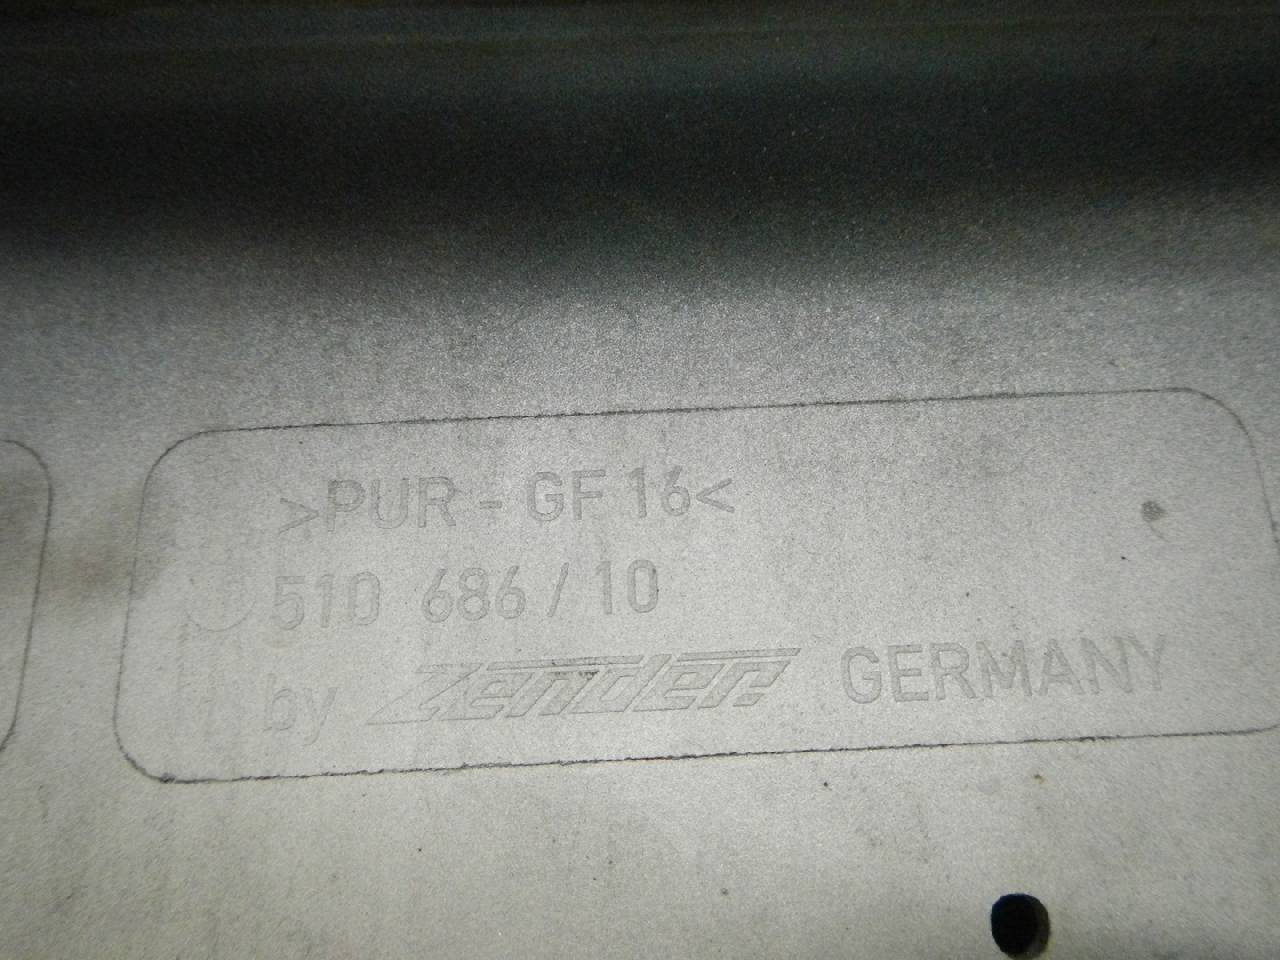 >PUR - GF 16<
510 686 / 10
by Zender GERMANY